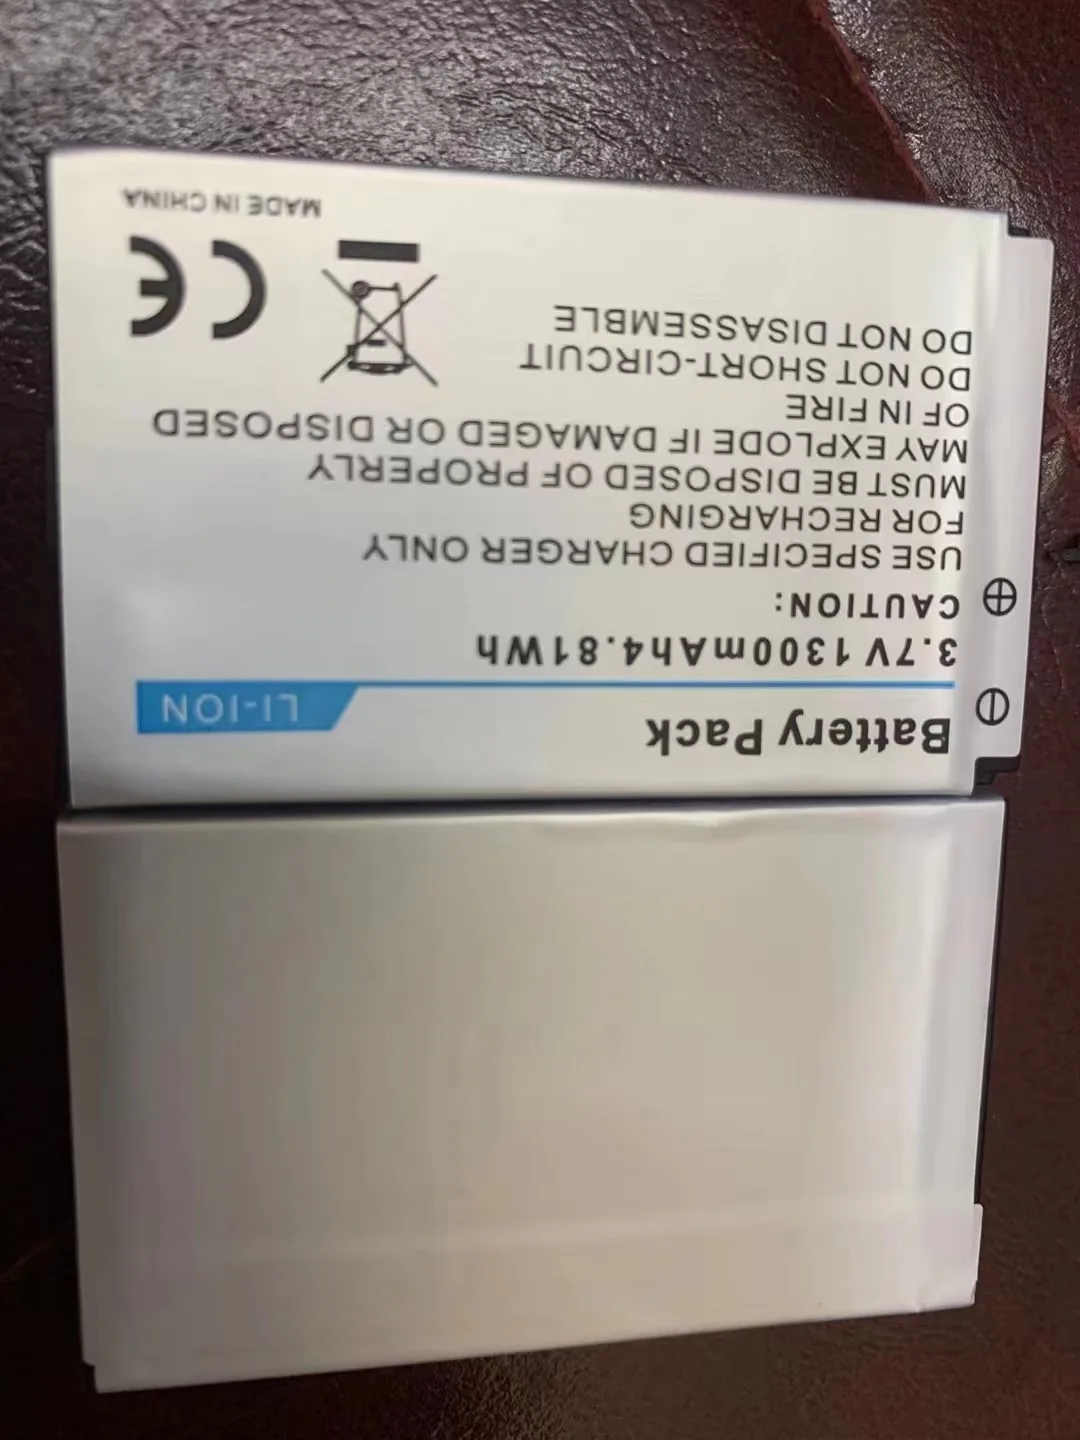 Battery Pack
LI-ION
3.7V 1300mAh4.81Wh
CAUTION:
USE SPECIFIED CHARGER ONLY
FOR RECHARGING
MUST BE DISPOSED OF PROPERLY
MAY EXPLODE IF DAMAGED OR DISPOSED
OF IN FIRE
DO NOT SHORT-CIRCUIT
DO NOT DISASSEMBLE
CE
MADE IN CHINA